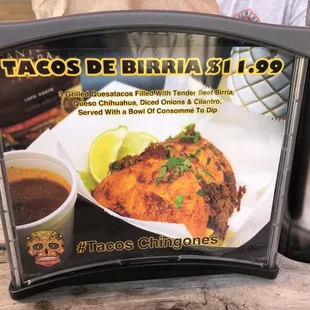 TACOS DE BIRRIA $11.99
3 Grilled Quesatacos Filled With Tender Beef Birria,
Queso Chihuahua, Diced Onions & Cilantro,
Served With a Bowl Of Consommé To Dip
#Tacos Chingones